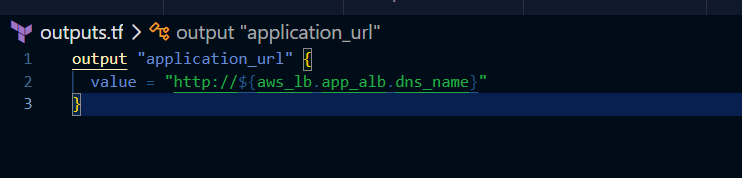 outputs.tf > output "application_url"
1 output "application_url" {
2 value = "http://${aws_lb.app_alb.dns_name}"
3 }